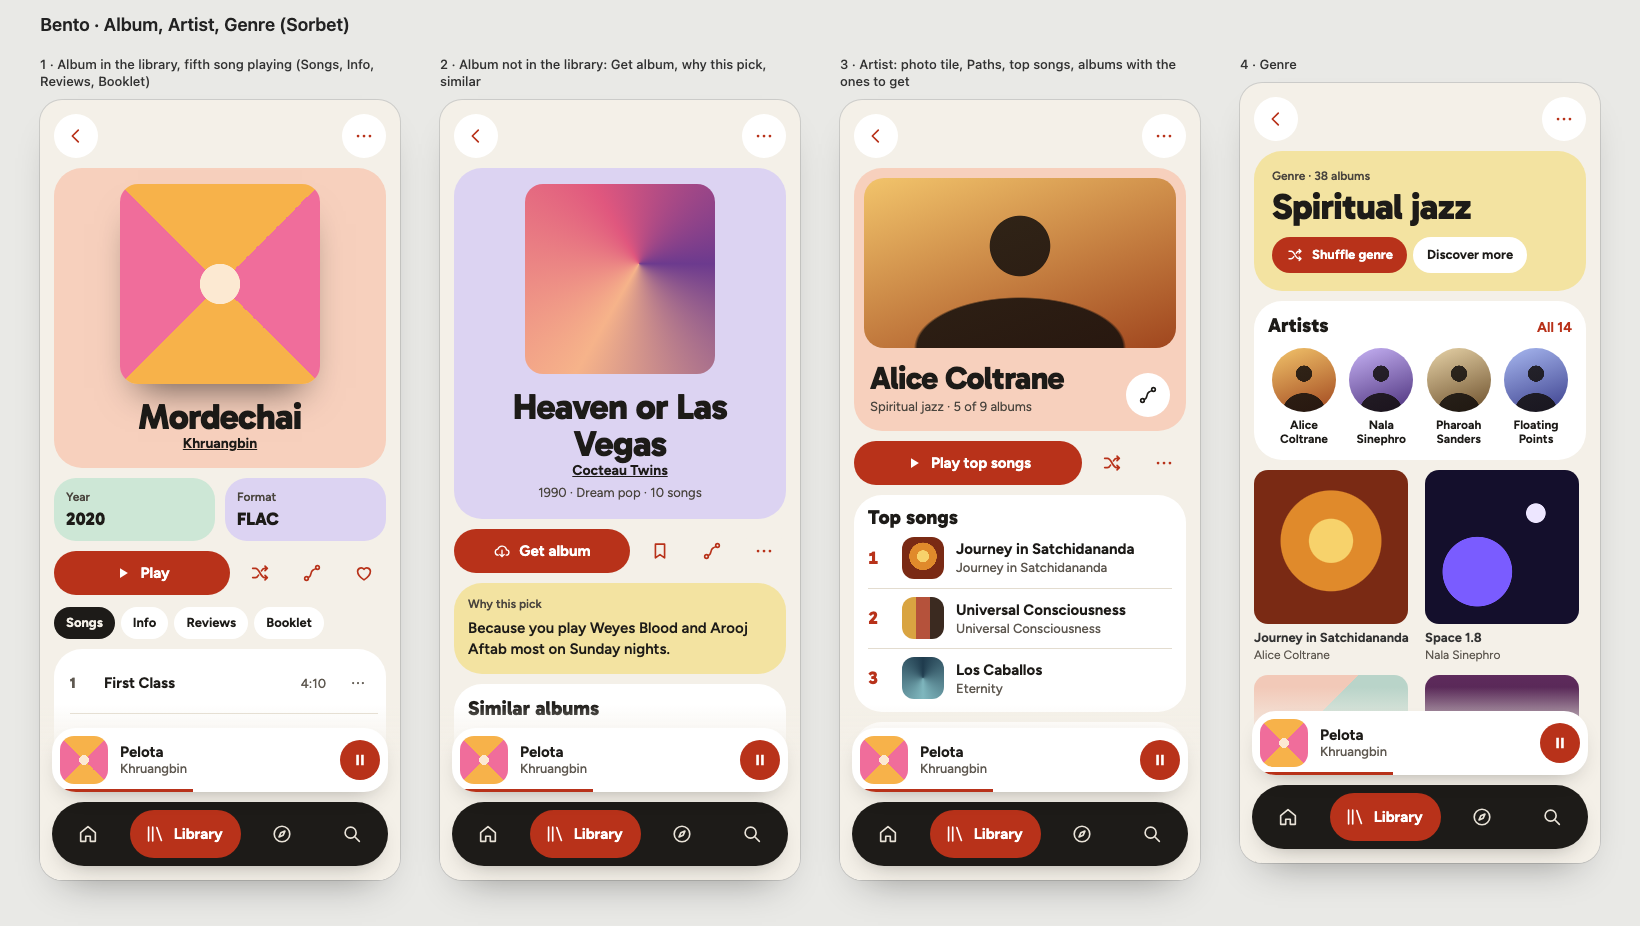 Bento · Album, Artist, Genre (Sorbet)
1 · Album in the library, fifth song playing (Songs, Info,
Reviews, Booklet)
Mordechai
Khruangbin
Year
2020
Format
FLAC
Play
Songs
Info
Reviews
Booklet
1
First Class
4:10
Pelota
Khruangbin
Library
2 · Album not in the library: Get album, why this pick,
similar
Heaven or Las
Vegas
Cocteau Twins
1990 · Dream pop · 10 songs
Get album
Why this pick
Because you play Weyes Blood and Arooj
Aftab most on Sunday nights.
Similar albums
Pelota
Khruangbin
Library
3 · Artist: photo tile, Paths, top songs, albums with the
ones to get
Alice Coltrane
Spiritual jazz · 5 of 9 albums
Play top songs
Top songs
1
Journey in Satchidananda
Journey in Satchidananda
2
Universal Consciousness
Universal Consciousness
3
Los Caballos
Eternity
Pelota
Khruangbin
Library
4 · Genre
Genre · 38 albums
Spiritual jazz
Shuffle genre
Discover more
Artists
All 14
Alice
Coltrane
Nala
Sinephro
Pharoah
Sanders
Floating
Points
Journey in Satchidananda
Alice Coltrane
Space 1.8
Nala Sinephro
Pelota
Khruangbin
Library